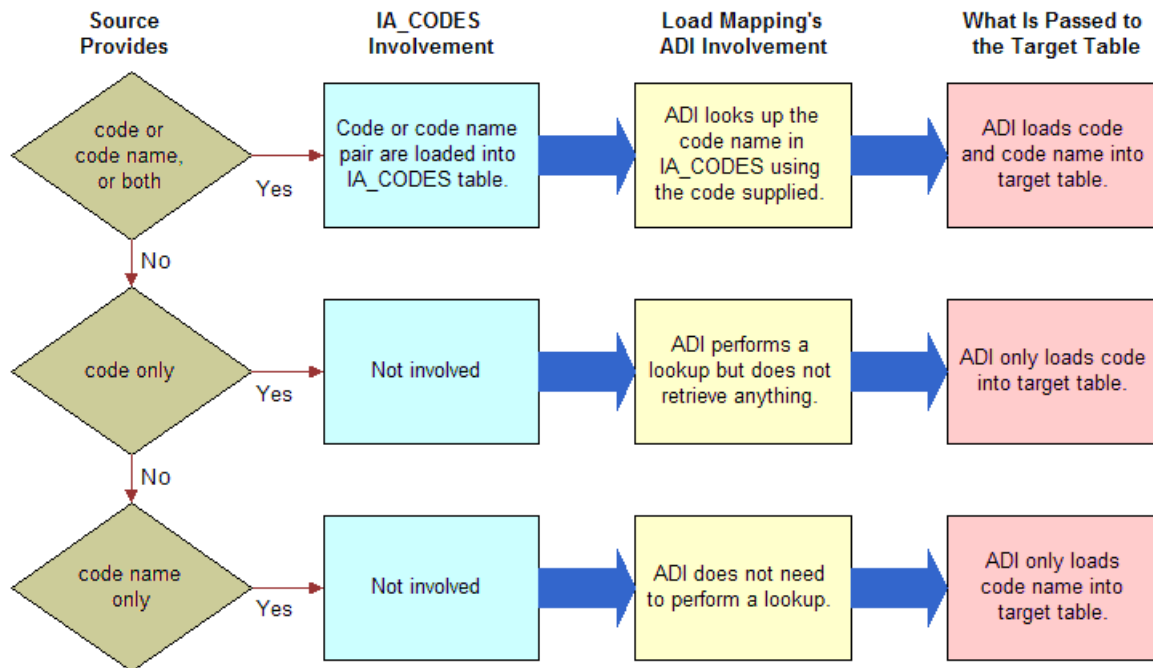 Source
Provides
IA_CODES
Involvement
Load Mapping's
ADI Involvement
What Is Passed to
the Target Table
code or
code name,
or both
Yes
Code or code name
pair are loaded into
IA_CODES table.
ADI looks up the
code name in
IA_CODES using
the code supplied.
ADI loads code
and code name into
target table.
No
code only
Yes
Not involved
ADI performs a
lookup but does not
retrieve anything.
ADI only loads code
into target table.
No
code name
only
Yes
Not involved
ADI does not need
to perform a lookup.
ADI only loads
code name into
target table.